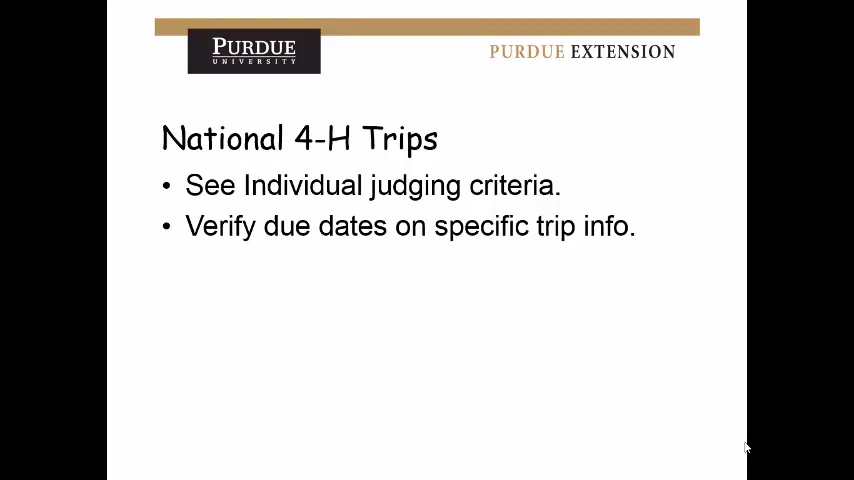 PURDUE
UNIVERSITY
PURDUE EXTENSION
National 4-H Trips
• See Individual judging criteria.
• Verify due dates on specific trip info.